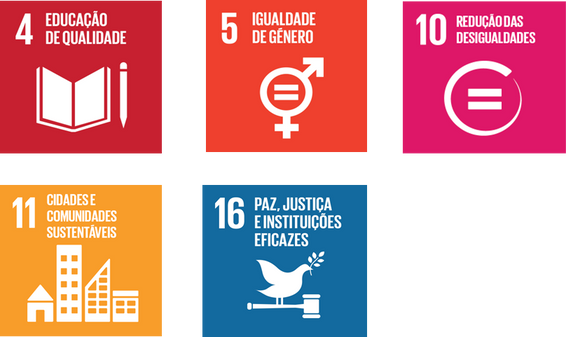 4 EDUCAÇÃO
DE QUALIDADE
5 IGUALDADE
DE GÊNERO
10 REDUÇÃO DAS
DESIGUALDADES
11 CIDADES E
COMUNIDADES
SUSTENTÁVEIS
16 PAZ, JUSTIÇA
E INSTITUIÇÕES
EFICAZES